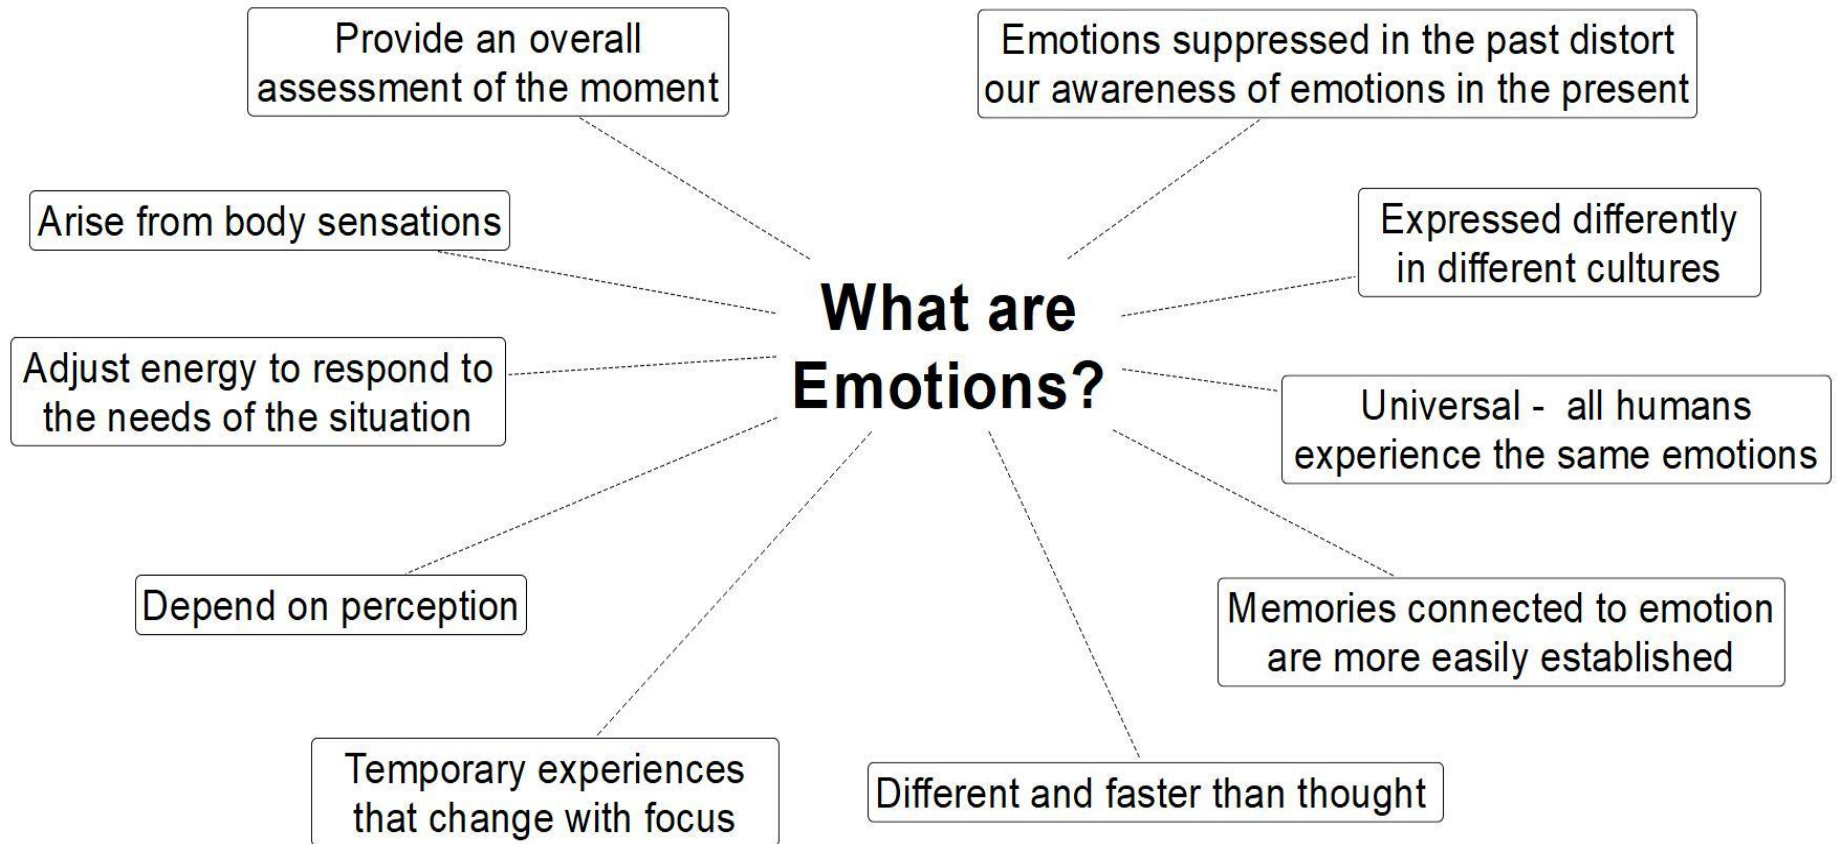 Provide an overall
assessment of the moment
Emotions suppressed in the past distort
our awareness of emotions in the present
Arise from body sensations
Expressed differently
in different cultures
What are
Emotions?
Adjust energy to respond to
the needs of the situation
Universal -  all humans
experience the same emotions
Depend on perception
Memories connected to emotion
are more easily established
Temporary experiences
that change with focus
Different and faster than thought